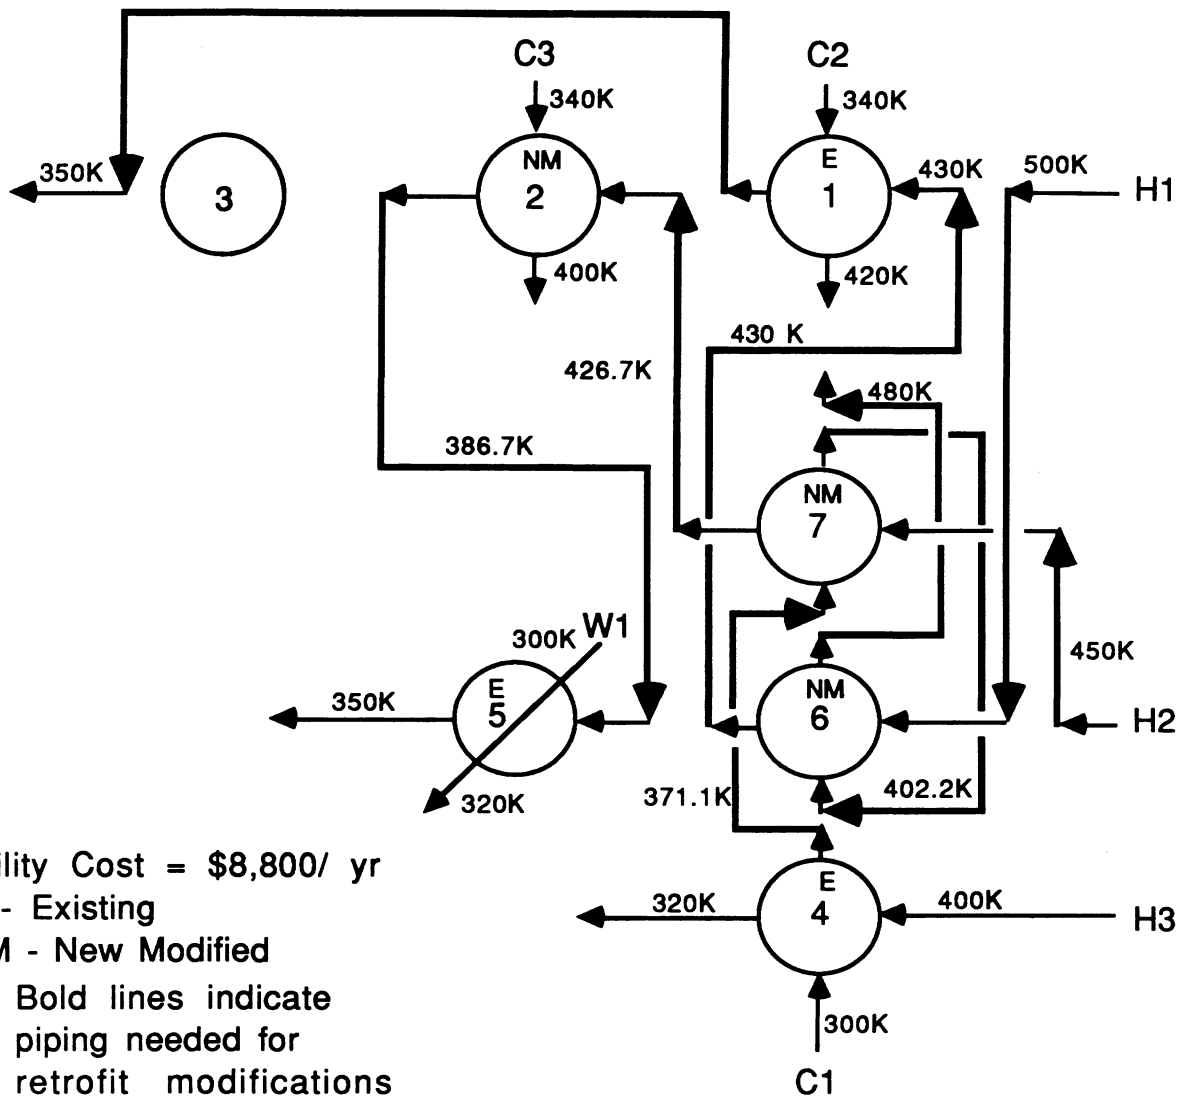 C3
C2
340K
340K
350K
3
NM
2
E
1
430K
500K
H1
400K
420K
430 K
426.7K
480K
386.7K
NM
7
300K
W1
450K
350K
E
5
NM
6
H2
320K
371.1K
402.2K
ility Cost = $8,800/ yr
- Existing
E
4
320K
400K
H3
M - New Modified
Bold lines indicate
piping needed for
retrofit modifications
300K
C1